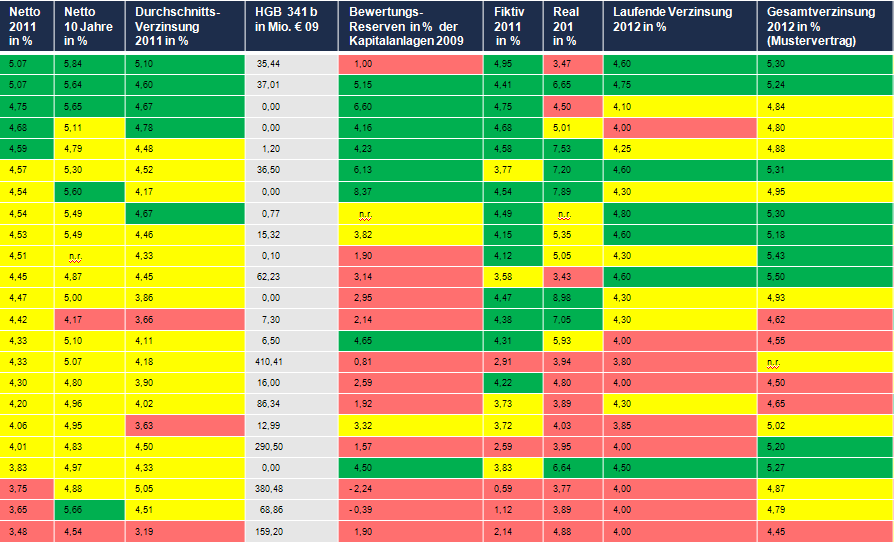 Netto 2011 in % | Netto 10 Jahre in % | Durchschnitts-Verzinsung 2011 in % | HGB 341 b in Mio. € 09 | Bewertungs-Reserven in % der Kapitalanlagen 2009 | Fiktiv 2011 in % | Real 201 in % | Laufende Verzinsung 2012 in % | Gesamtverzinsung 2012 in % (Mustervertrag)
5,07 | 5,84 | 5,10 | 35,44 | 1,00 | 4,95 | 3,47 | 4,60 | 5,30
5,07 | 5,64 | 4,60 | 37,01 | 5,15 | 4,41 | 6,65 | 4,75 | 5,24
4,75 | 5,65 | 4,67 | 0,00 | 6,60 | 4,75 | 4,50 | 4,10 | 4,84
4,68 | 5,11 | 4,78 | 0,00 | 4,16 | 4,68 | 5,01 | 4,00 | 4,80
4,59 | 4,79 | 4,48 | 1,20 | 4,23 | 4,58 | 7,53 | 4,25 | 4,88
4,57 | 5,30 | 4,52 | 36,50 | 6,13 | 3,77 | 7,20 | 4,60 | 5,31
4,54 | 5,60 | 4,17 | 0,00 | 8,37 | 4,54 | 7,89 | 4,30 | 4,95
4,54 | 5,49 | 4,67 | 0,77 | n.r. | 4,49 | n.r. | 4,80 | 5,30
4,53 | 5,49 | 4,46 | 15,32 | 3,82 | 4,15 | 5,35 | 4,60 | 5,18
4,51 | n.r. | 4,33 | 0,10 | 1,90 | 4,12 | 5,05 | 4,30 | 5,43
4,45 | 4,87 | 4,45 | 62,23 | 3,14 | 3,58 | 3,43 | 4,60 | 5,50
4,47 | 5,00 | 3,86 | 0,00 | 2,95 | 4,47 | 8,98 | 4,30 | 4,93
4,42 | 4,17 | 3,66 | 7,30 | 2,14 | 4,38 | 7,05 | 4,30 | 4,62
4,33 | 5,10 | 4,11 | 6,50 | 4,65 | 4,31 | 5,93 | 4,00 | 4,55
4,33 | 5.07 | 4,18 | 410,41 | 0,81 | 2,91 | 3,94 | 3,80 | n.r.
4,30 | 4,80 | 3,90 | 16,00 | 2,59 | 4,22 | 4,80 | 4,00 | 4,50
4,20 | 4,96 | 4,02 | 86,34 | 1,92 | 3,73 | 3,89 | 4,30 | 4,65
4.06 | 4,95 | 3,63 | 12,99 | 3,32 | 3,72 | 4,03 | 3,85 | 5,02
4,01 | 4,83 | 4,50 | 290,50 | 1,57 | 2,59 | 3,95 | 4,00 | 5,20
3,83 | 4,97 | 4,33 | 0,00 | 4,50 | 3,83 | 6,64 | 4,50 | 5,27
3,75 | 4,88 | 5,05 | 380,48 | - 2,24 | 0,59 | 3,77 | 4,00 | 4,87
3,65 | 5,66 | 4,51 | 68,86 | - 0,39 | 1,12 | 3,89 | 4,00 | 4,79
3,48 | 4,54 | 3,19 | 159,20 | 1,90 | 2,14 | 4,88 | 4,00 | 4,45